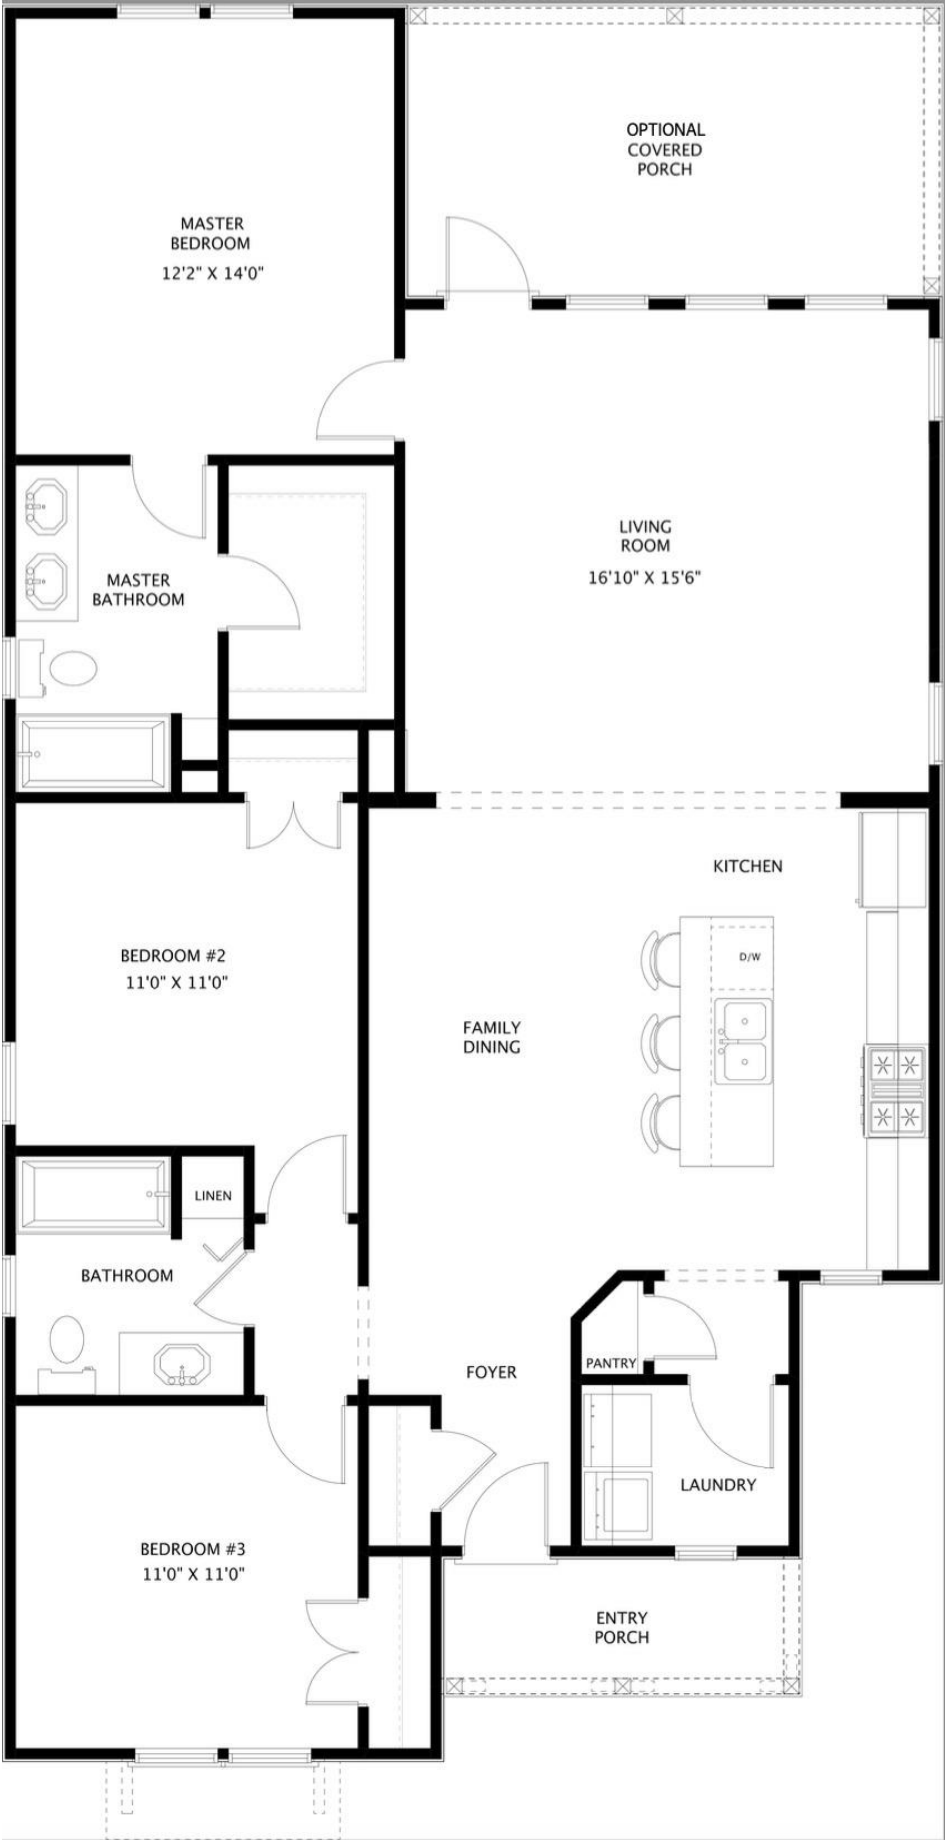 OPTIONAL
COVERED
PORCH
MASTER
BEDROOM
12'2" X 14'0"
LIVING
ROOM
16'10" X 15'6"
MASTER
BATHROOM
KITCHEN
BEDROOM #2
11'0" X 11'0"
D/W
FAMILY
DINING
LINEN
BATHROOM
PANTRY
FOYER
LAUNDRY
BEDROOM #3
11'0" X 11'0"
ENTRY
PORCH